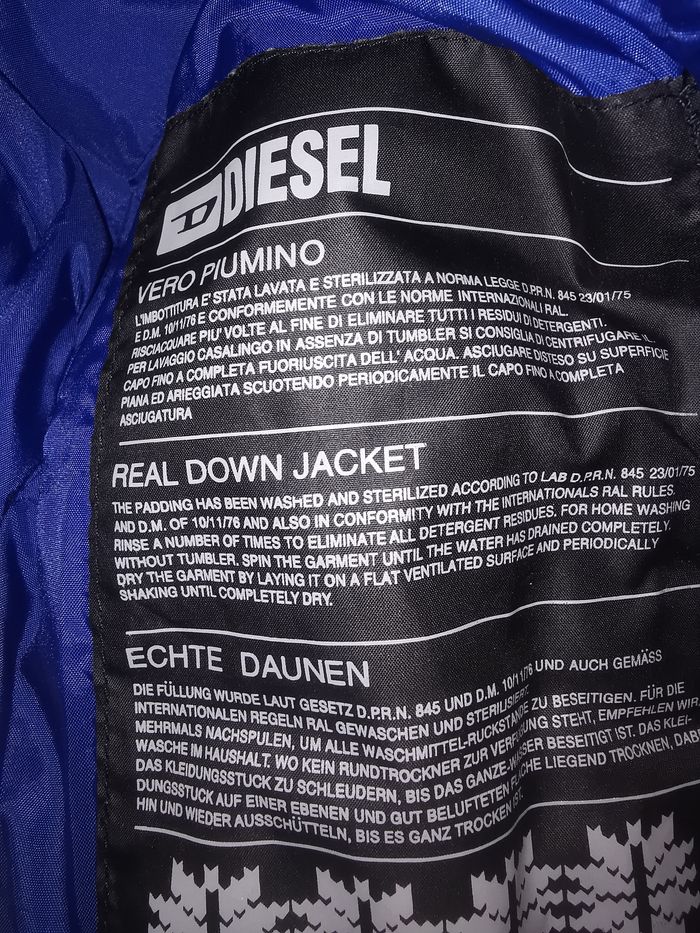 D DIESEL
VERO PIUMINO
L'IMBOTTITURA E' STATA LAVATA E STERILIZZATA A NORMA LEGGE D.P.R.N. 845 23/01/75
E D.M. 10/11/76 E CONFORMEMENTE CON LE NORME INTERNAZIONALI RAL.
RISCIACQUARE PIU' VOLTE AL FINE DI ELIMINARE TUTTI I RESIDUI DI DETERGENTI.
PER LAVAGGIO CASALINGO IN ASSENZA DI TUMBLER SI CONSIGLIA DI CENTRIFUGARE IL
CAPO FINO A COMPLETA FUORIUSCITA DELL' ACQUA. ASCIUGARE DISTESO SU SUPERFICIE
PIANA ED ARIEGGIATA SCUOTENDO PERIODICAMENTE IL CAPO FINO A COMPLETA
ASCIUGATURA
REAL DOWN JACKET
THE PADDING HAS BEEN WASHED AND STERILIZED ACCORDING TO LAB D.P.R.N. 845 23/01/75
AND D.M. OF 10/11/76 AND ALSO IN CONFORMITY WITH THE INTERNATIONALS RAL RULES.
RINSE A NUMBER OF TIMES TO ELIMINATE ALL DETERGENT RESIDUES. FOR HOME WASHING
WITHOUT TUMBLER. SPIN THE GARMENT UNTIL THE WATER HAS DRAINED COMPLETELY.
DRY THE GARMENT BY LAYING IT ON A FLAT VENTILATED SURFACE AND PERIODICALLY
SHAKING UNTIL COMPLETELY DRY.
ECHTE DAUNEN
DIE FÜLLUNG WURDE LAUT GESETZ D.P.R.N. 845 UND D.M. 10/11/76 UND AUCH GEMÄSS
INTERNATIONALEN REGELN RAL GEWASCHEN UND STERILISIERT.
MEHRMALS NACHSPULEN, UM ALLE WASCHMITTEL-RUCKSTANDE ZU BESEITIGEN. FÜR DIE
WASCHE IM HAUSHALT. WO KEIN RUNDTROCKNER ZUR STEHT, EMPFEHLEN WIR.
DAS KLEIDUNGSSTUCK ZU SCHLEUDERN, BIS DAS GANZE BESEITIGT IST. DAS KLEI-
DUNGSSTUCK AUF EINER EBENEN UND GUT BELUFTETEN LIEGEND TROCKNEN, DABEI
HIN UND WIEDER AUSSCHÜTTELN, BIS ES GANZ TROCKEN IST.